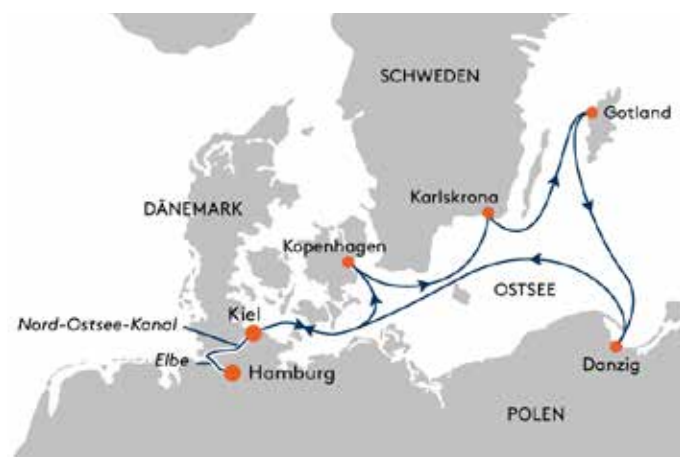 SCHWEDEN
Gotland
Karlskrona
DÄNEMARK
Kopenhagen
OSTSEE
Kiel
Nord-Ostsee-Kanal
Elbe
Hamburg
Danzig
POLEN